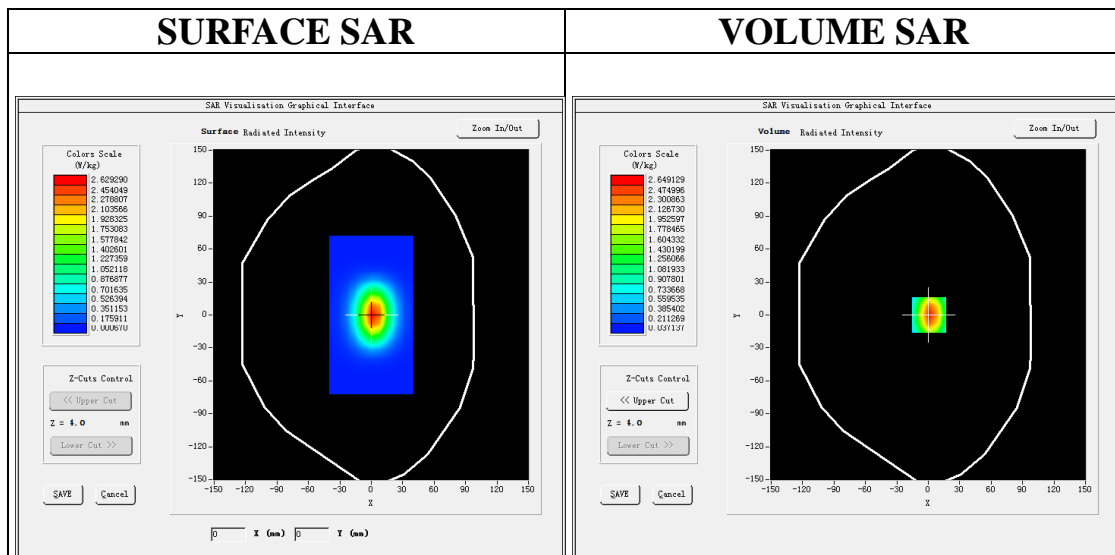 SURFACE SAR
VOLUME SAR
SAR Visualisation Graphical Interface
Surface Radiated Intensity
Zoom In/Out
Colors Scale
(W/kg)
2.629290
2.454049
2.278807
2.103566
1.928325
1.753083
1.577842
1.402601
1.227359
1.052118
0.876877
0.701635
0.526394
0.351153
0.175911
0.000670
Z-Cuts Control
<< Upper Cut
Z = 4.0 mm
Lower Cut >>
SAVE Cancel
150
120
90
60
30
0
-30
-60
-90
-120
-150
Y
-150 -120 -90 -60 -30 0 30 60 90 120 150
X
0 X (mm) 0 Y (mm)
SAR Visualisation Graphical Interface
Volume Radiated Intensity
Zoom In/Out
Colors Scale
(W/kg)
2.649129
2.474996
2.300863
2.126730
1.952597
1.778465
1.604332
1.430199
1.256066
1.081933
0.907801
0.733668
0.559535
0.385402
0.211269
0.037137
Z-Cuts Control
<< Upper Cut
Z = 4.0 mm
Lower Cut >>
SAVE Cancel
150
120
90
60
30
0
-30
-60
-90
-120
-150
Y
-150 -120 -90 -60 -30 0 30 60 90 120 150
X